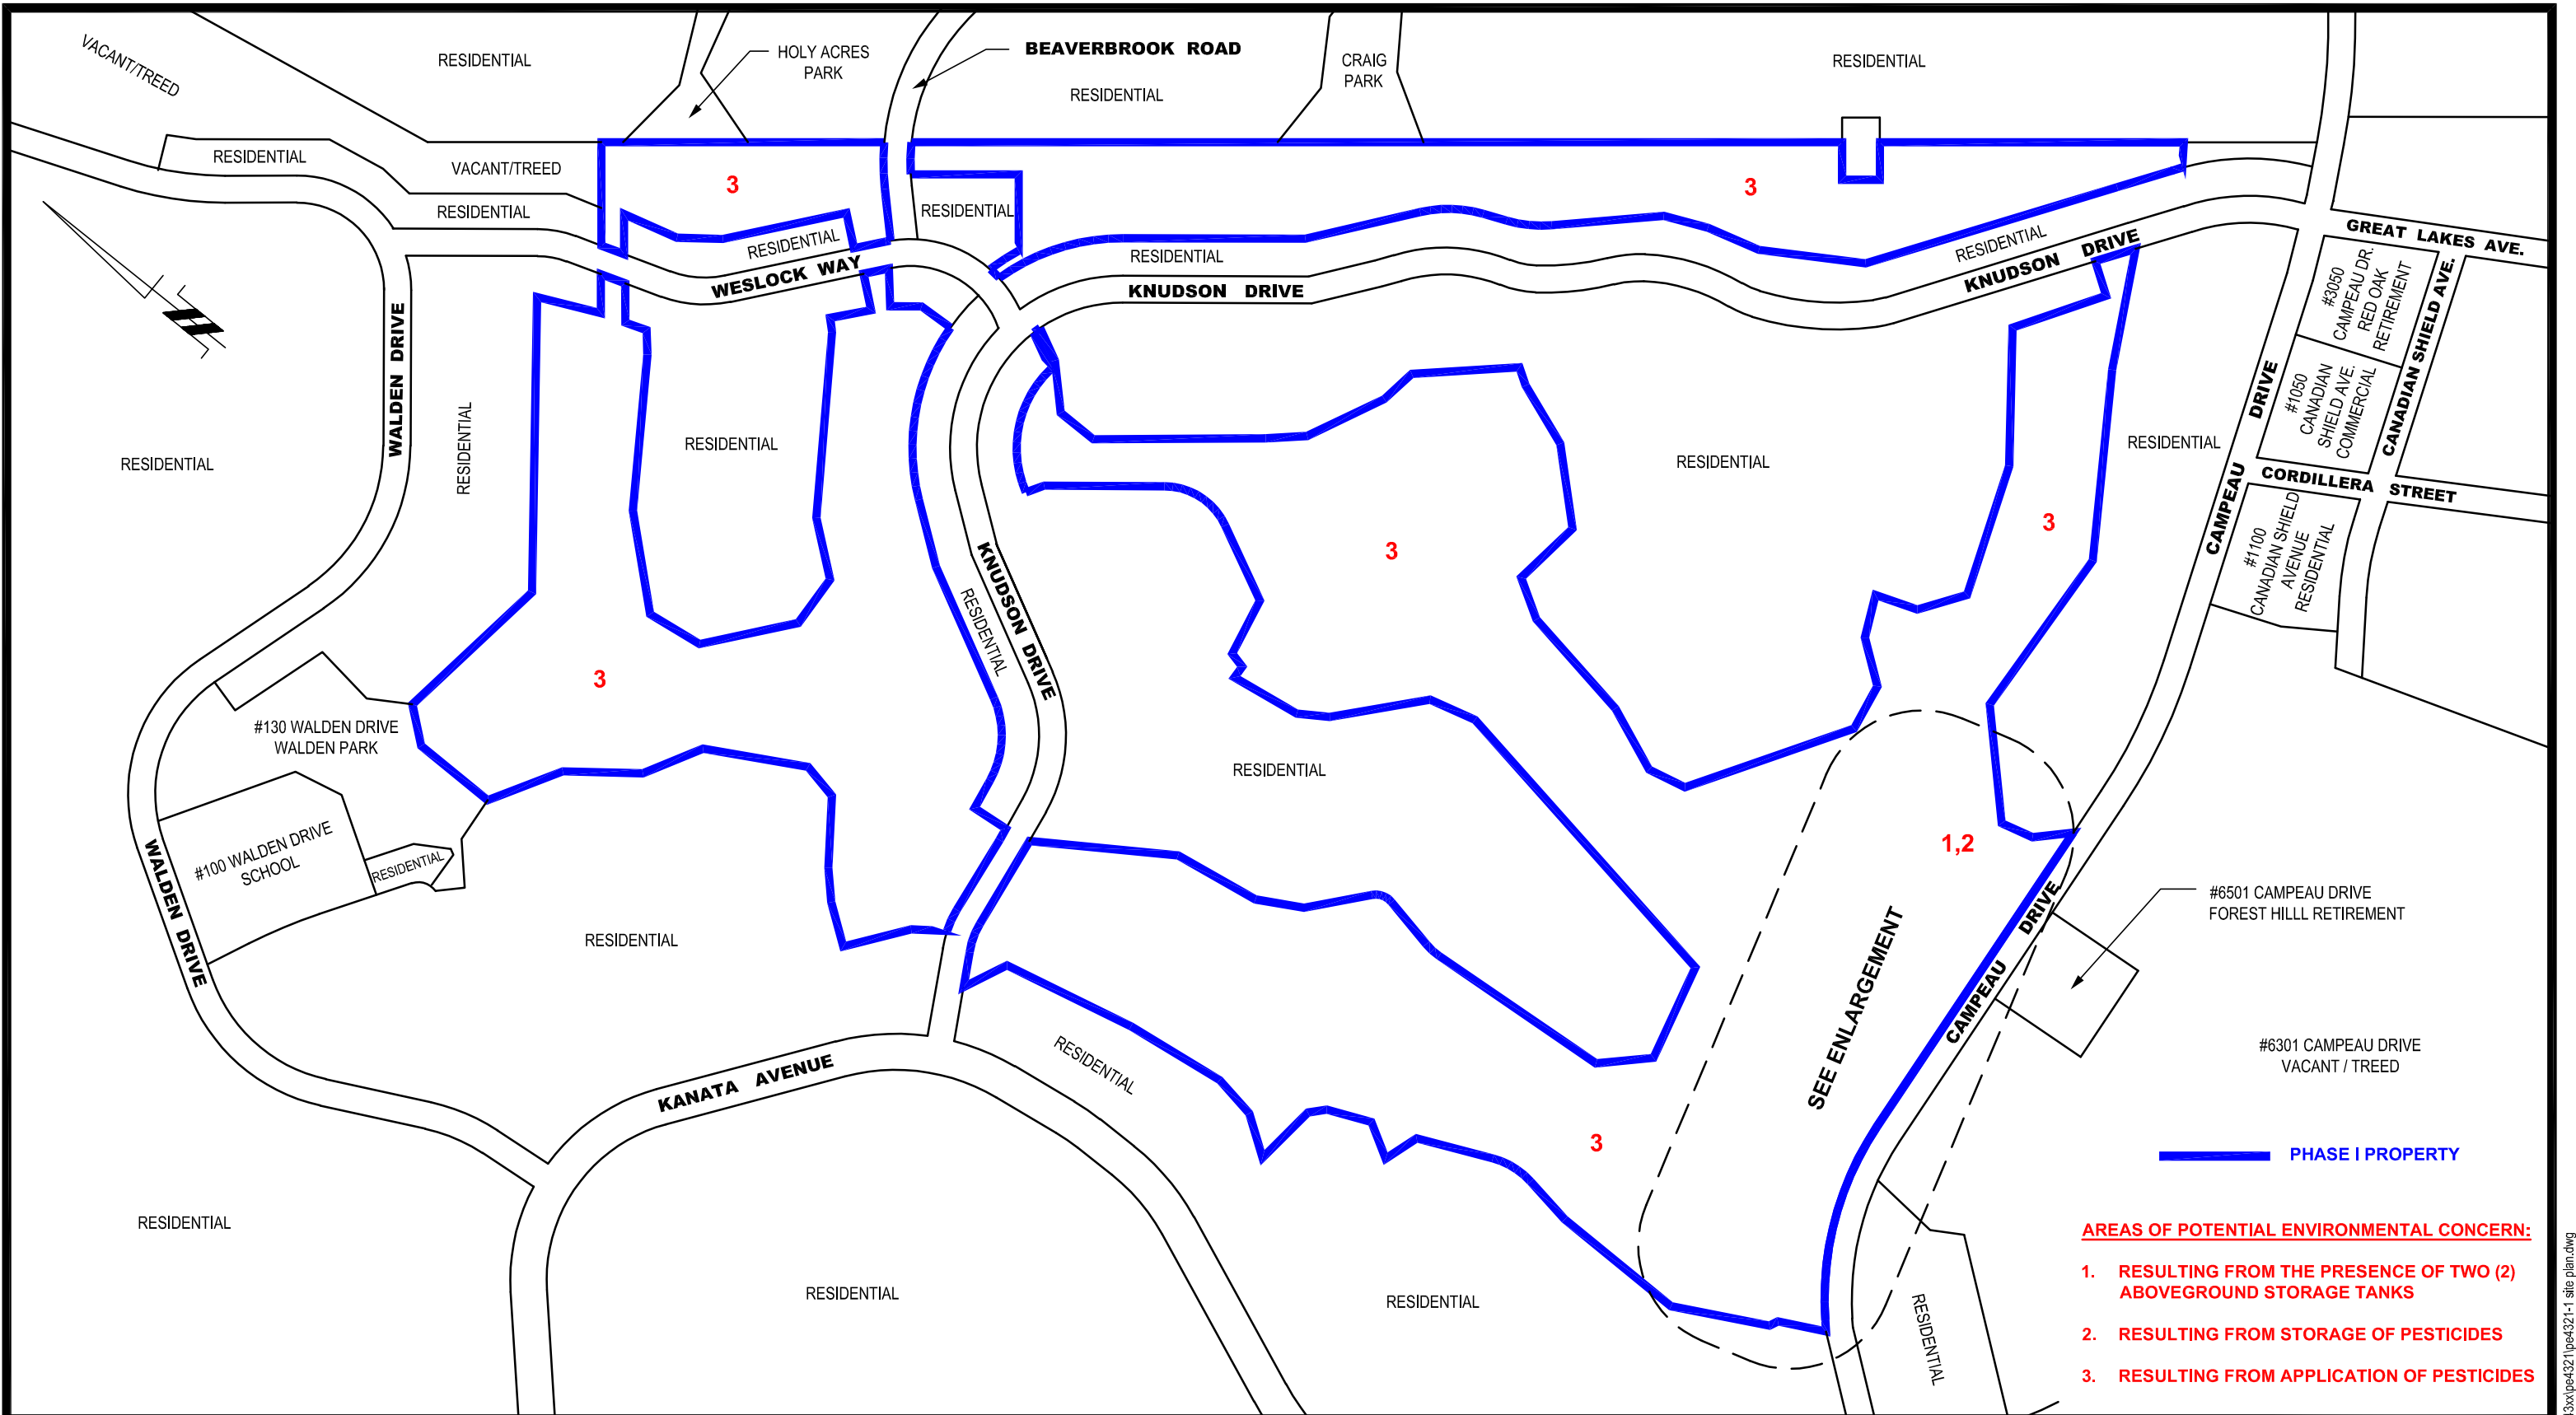 VACANT/TREED
RESIDENTIAL
HOLY ACRES
PARK
BEAVERBROOK ROAD
RESIDENTIAL
CRAIG
PARK
RESIDENTIAL
RESIDENTIAL
VACANT/TREED
RESIDENTIAL
3
RESIDENTIAL
WESLOCK WAY
RESIDENTIAL
3
RESIDENTIAL
KNUDSON DRIVE
RESIDENTIAL
KNUDSON DRIVE
GREAT LAKES AVE.
#3050
CAMPEAU DR.
RED OAK
RETIREMENT
CANADIAN SHIELD AVE.
#1050
CANADIAN
SHIELD AVE.
COMMERCIAL
CAMPEAU DRIVE
CORDILLERA STREET
#1100
CANADIAN SHIELD
AVENUE
RESIDENTIAL
WALDEN DRIVE
RESIDENTIAL
RESIDENTIAL
RESIDENTIAL
RESIDENTIAL
RESIDENTIAL
3
3
KNUDSON DRIVE
RESIDENTIAL
3
#130 WALDEN DRIVE
WALDEN PARK
RESIDENTIAL
#100 WALDEN DRIVE
SCHOOL
RESIDENTIAL
WALDEN DRIVE
RESIDENTIAL
1,2
SEE ENLARGEMENT
CAMPEAU DRIVE
#6501 CAMPEAU DRIVE
FOREST HILLL RETIREMENT
#6301 CAMPEAU DRIVE
VACANT / TREED
KANATA AVENUE
RESIDENTIAL
3
RESIDENTIAL
RESIDENTIAL
RESIDENTIAL
RESIDENTIAL
PHASE I PROPERTY
AREAS OF POTENTIAL ENVIRONMENTAL CONCERN:
1. RESULTING FROM THE PRESENCE OF TWO (2)
ABOVEGROUND STORAGE TANKS
2. RESULTING FROM STORAGE OF PESTICIDES
3. RESULTING FROM APPLICATION OF PESTICIDES
3xx\pe4321\pe4321-1 site plan.dwg